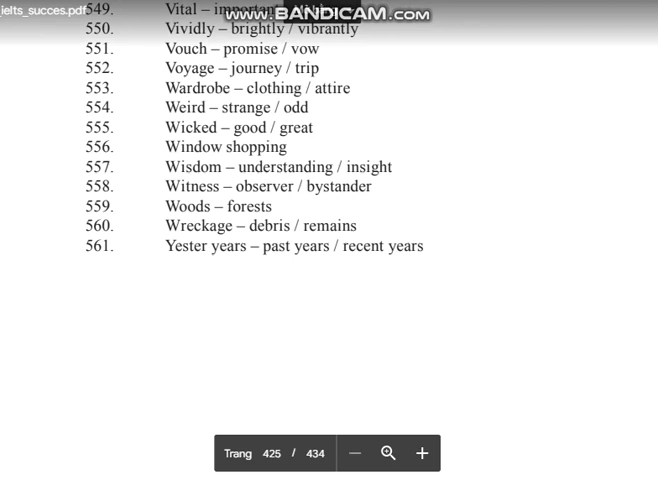 ielts_succes.pdf
www.BANDICAM.com
549. Vital – important
550. Vividly – brightly / vibrantly
551. Vouch – promise / vow
552. Voyage – journey / trip
553. Wardrobe – clothing / attire
554. Weird – strange / odd
555. Wicked – good / great
556. Window shopping
557. Wisdom – understanding / insight
558. Witness – observer / bystander
559. Woods – forests
560. Wreckage – debris / remains
561. Yester years – past years / recent years
Trang 425 / 434